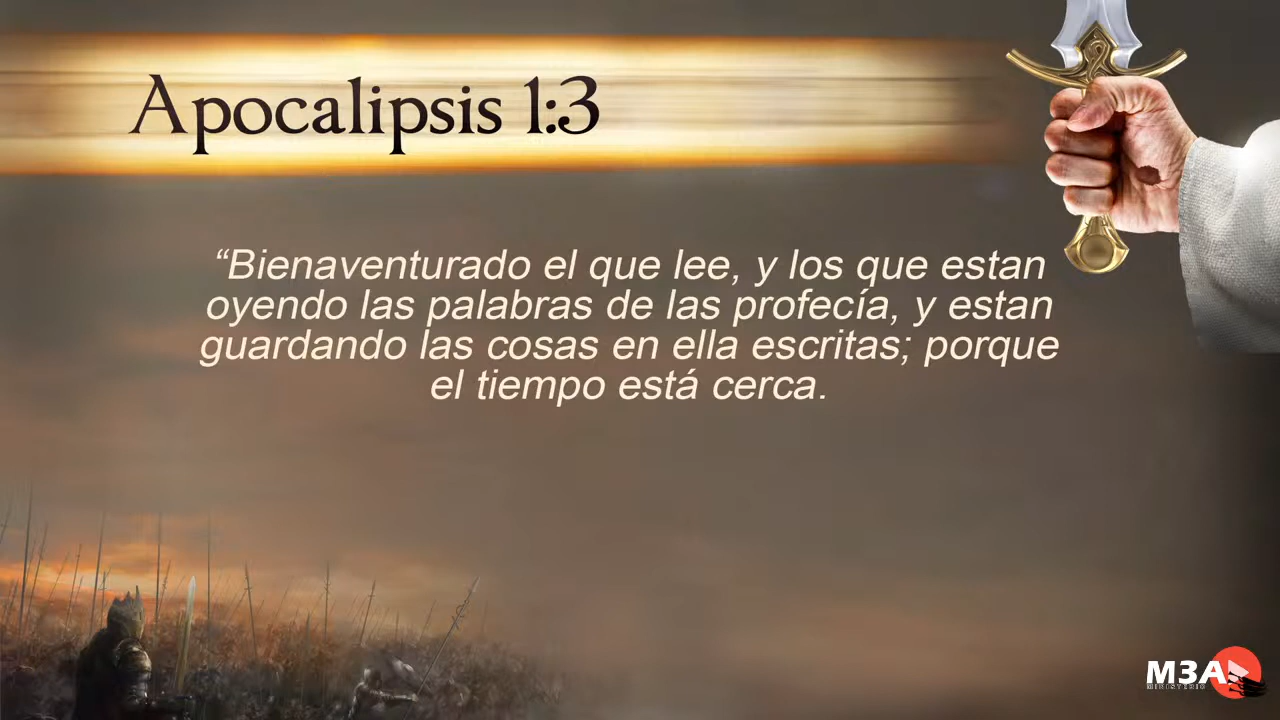 Apocalipsis 1:3
“Bienaventurado el que lee, y los que estan
oyendo las palabras de las profecía, y estan
guardando las cosas en ella escritas; porque
el tiempo está cerca.
M3A
MINISTERIO